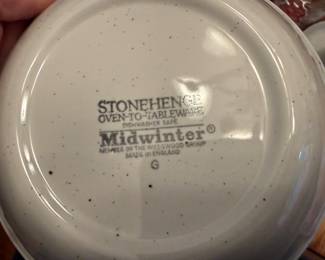 STONEHENGE
OVEN-TO-TABLEWARE
DISHWASHER SAFE
Midwinter®
MEMBER OF THE WEDGWOOD GROUP
MADE IN ENGLAND
G